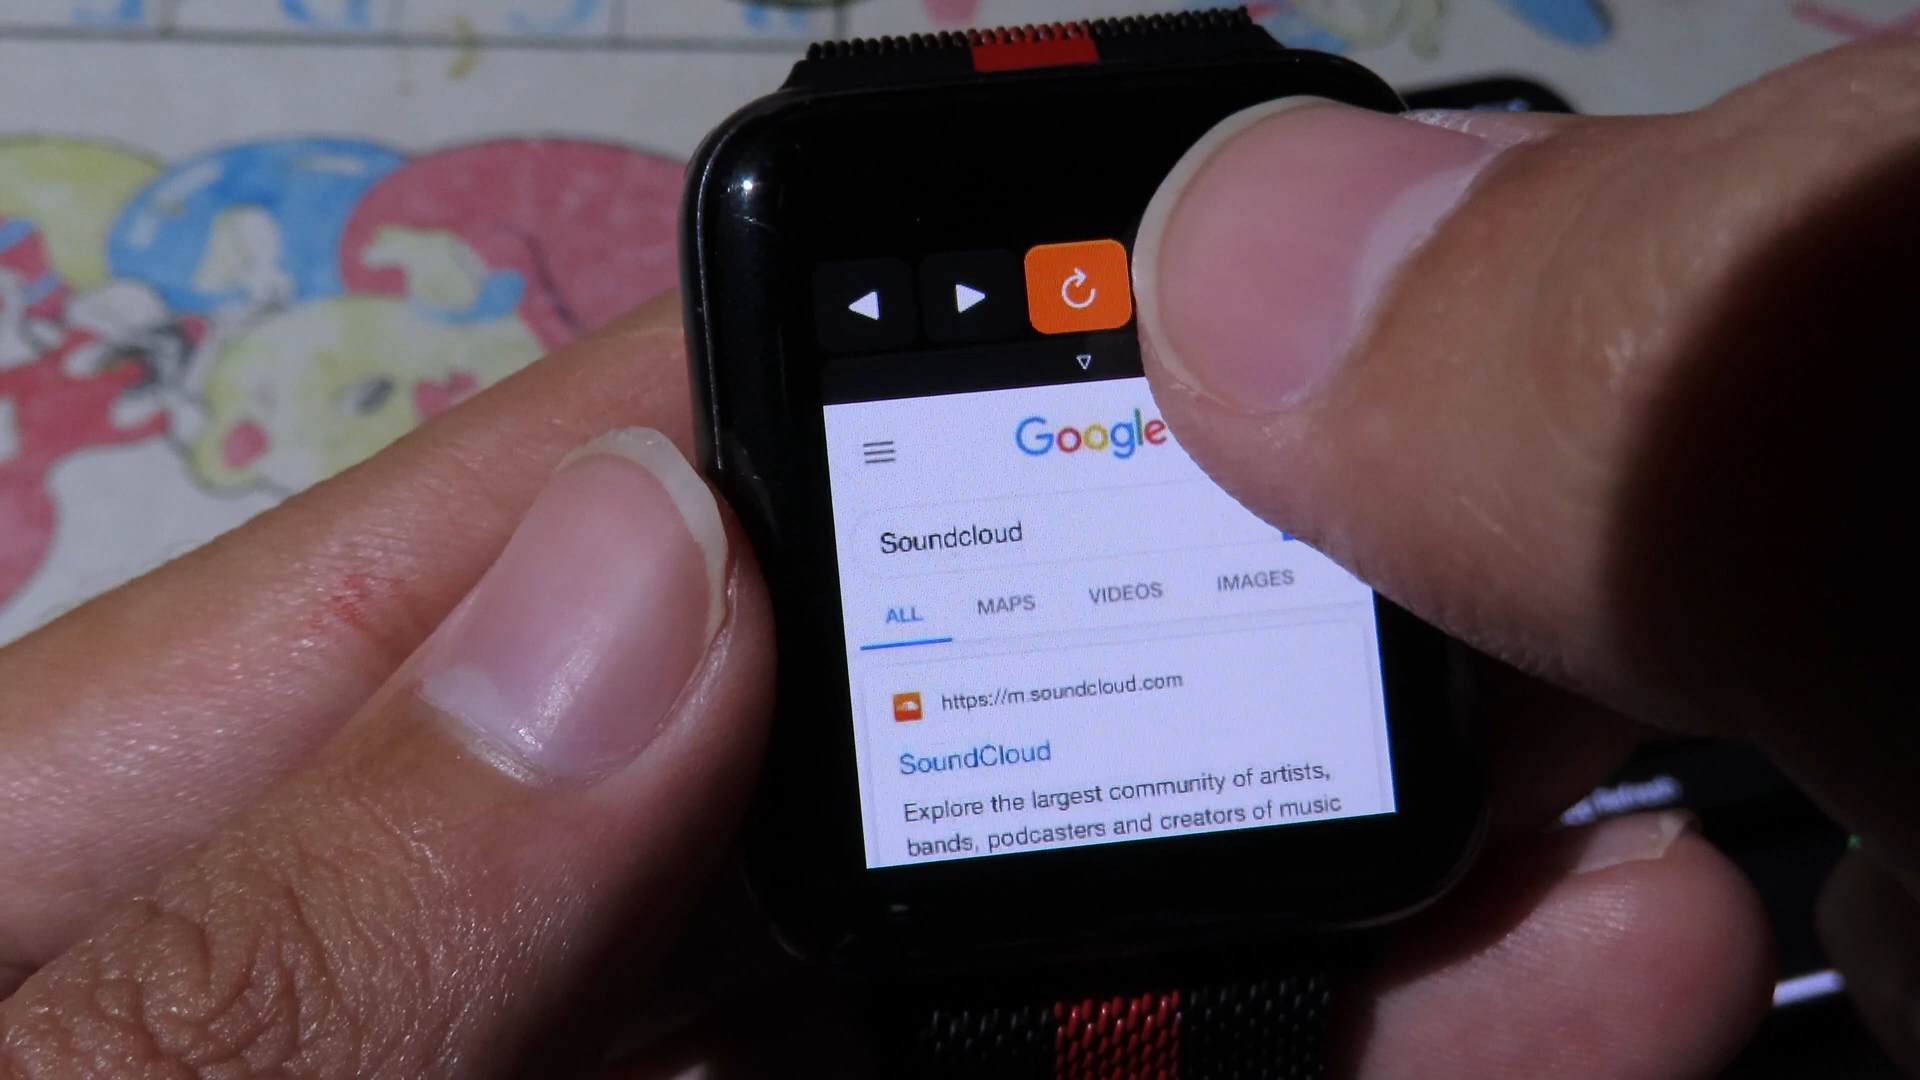 Google
Soundcloud
ALL MAPS VIDEOS IMAGES
https://m.soundcloud.com
SoundCloud
Explore the largest community of artists,
bands, podcasters and creators of music